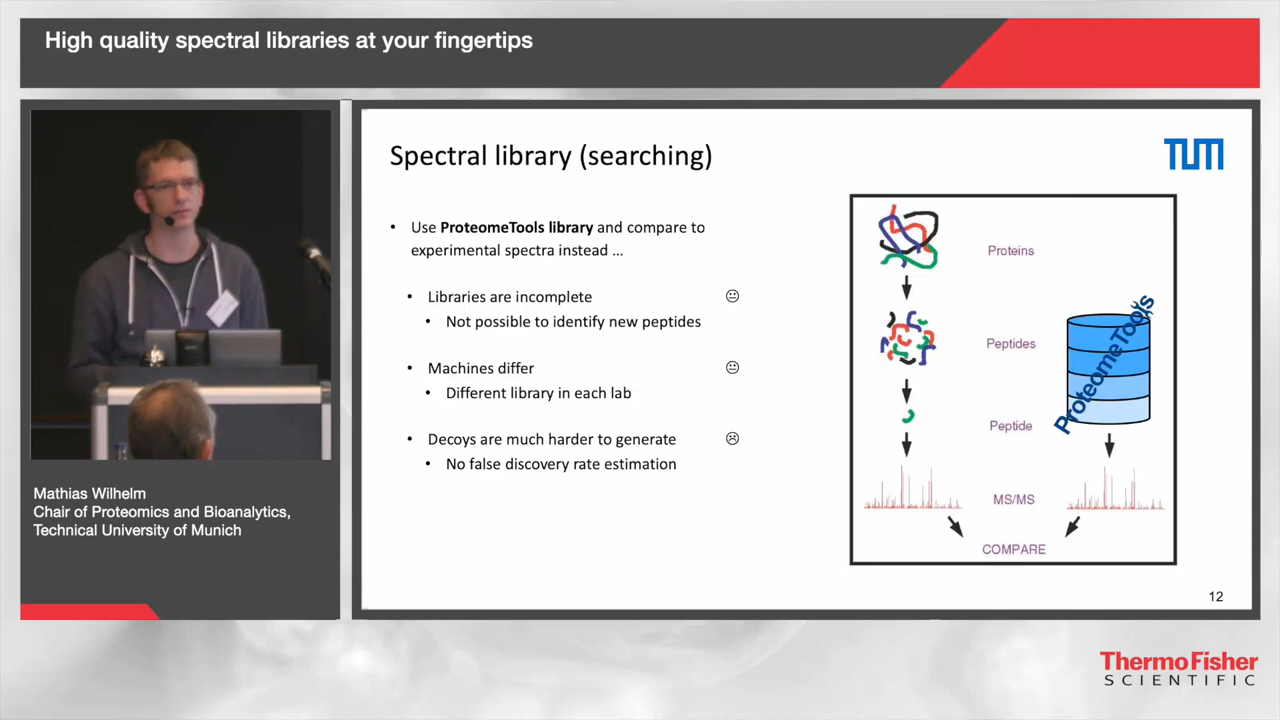 High quality spectral libraries at your fingertips
Mathias Wilhelm
Chair of Proteomics and Bioanalytics,
Technical University of Munich
Spectral library (searching)
TUM
• Use ProteomeTools library and compare to
experimental spectra instead ...
• Libraries are incomplete
• Not possible to identify new peptides
• Machines differ
• Different library in each lab
• Decoys are much harder to generate
• No false discovery rate estimation
Proteins
Peptides
Peptide
MS/MS
COMPARE
ProteomeTools
12
ThermoFisher
SCIENTIFIC